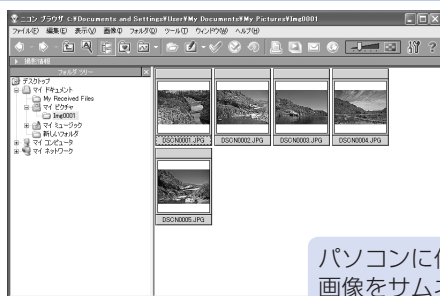 ニコン ブラウザ C:¥Documents and Settings¥User¥My Documents¥My Pictures¥Img0001
ファイル(F) 編集(E) 表示(V) 画像(I) フォルダ(O) ツール(T) ウィンドウ(W) ヘルプ(H)
撮影情報
フォルダ ツリー
デスクトップ
マイ ドキュメント
My Received Files
マイ ピクチャ
Img0001
マイ ミュージック
新しいフォルダ
マイ コンピュータ
マイ ネットワーク
DSCN0001.JPG DSCN0002.JPG DSCN0003.JPG DSCN0004.JPG
DSCN0005.JPG
パソコンに
画像をサム